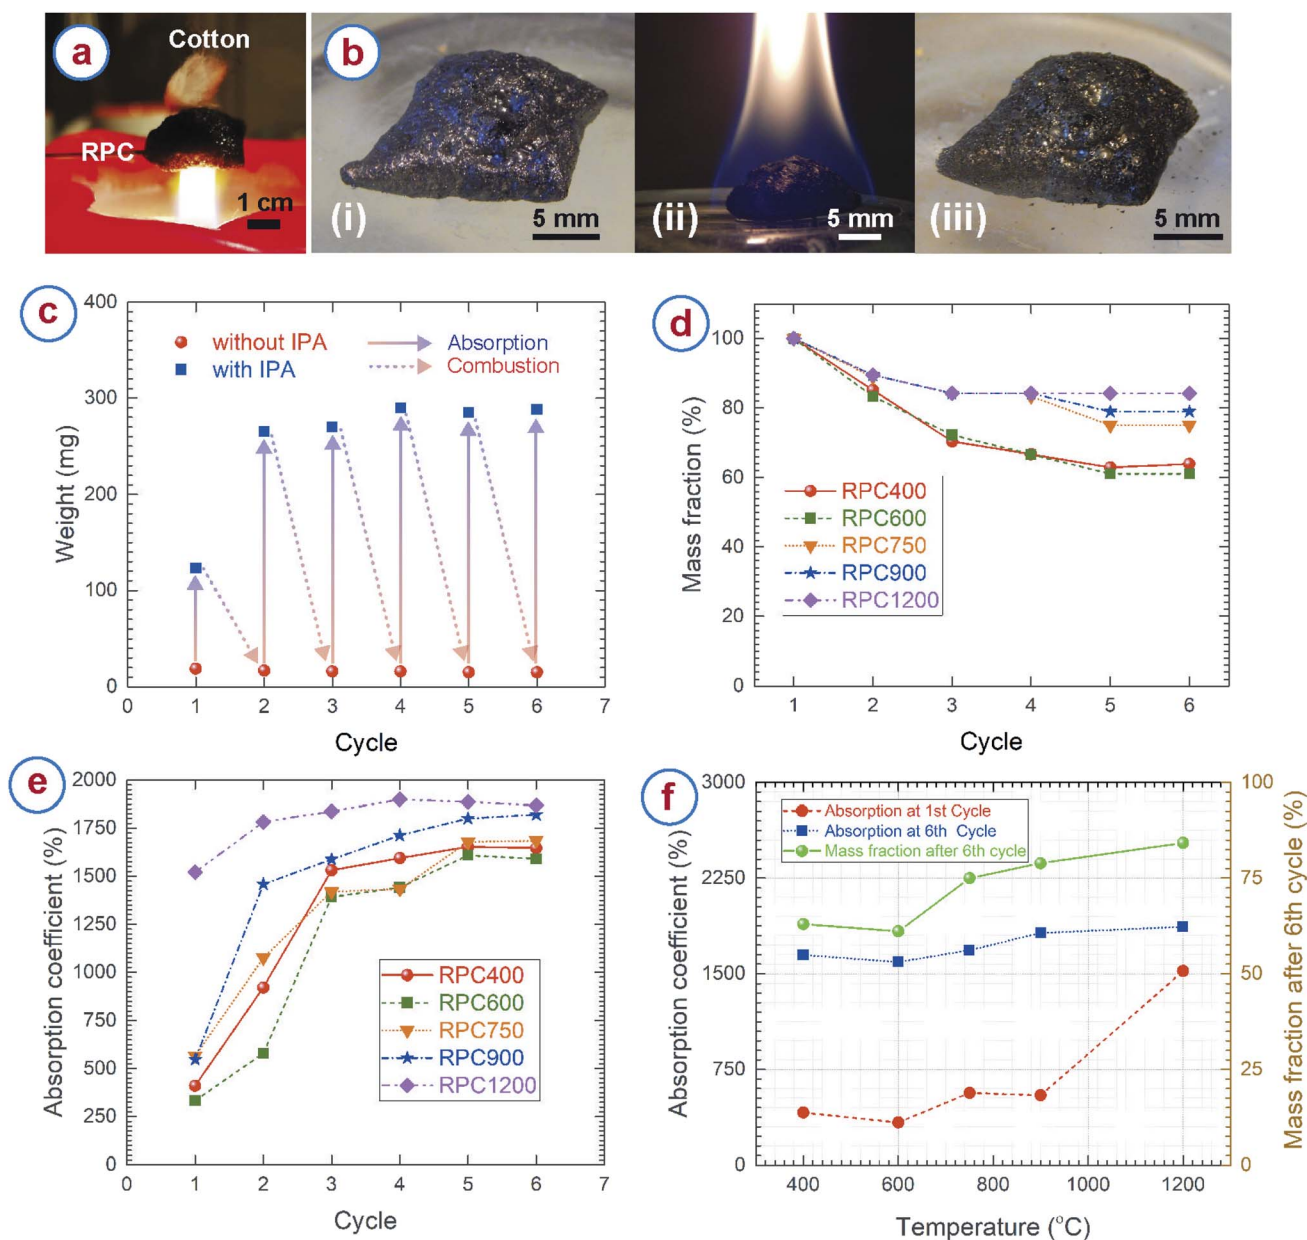 a
Cotton
RPC
1 cm
b
(i)
5 mm
(ii)
5 mm
(iii)
5 mm
c
400
300
200
100
0
Weight (mg)
without IPA
with IPA
Absorption
Combustion
0 1 2 3 4 5 6 7
Cycle
d
100
80
60
40
20
0
Mass fraction (%)
RPC400
RPC600
RPC750
RPC900
RPC1200
1 2 3 4 5 6
Cycle
e
2000
1750
1500
1250
1000
750
500
250
0
Absorption coefficient (%)
RPC400
RPC600
RPC750
RPC900
RPC1200
0 1 2 3 4 5 6 7
Cycle
f
3000
2250
1500
750
0
Absorption coefficient (%)
Absorption at 1st Cycle
Absorption at 6th Cycle
Mass fraction after 6th cycle
100
75
50
25
0
Mass fraction after 6th cycle (%)
400 600 800 1000 1200
Temperature (°C)